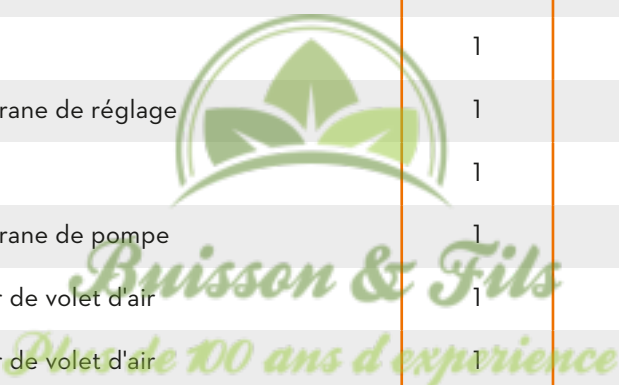 1
rane de réglage 1
1
rane de pompe 1
Buisson & Fils
r de volet d'air 1
Plus de 100 ans d'experience
r de volet d'air 1